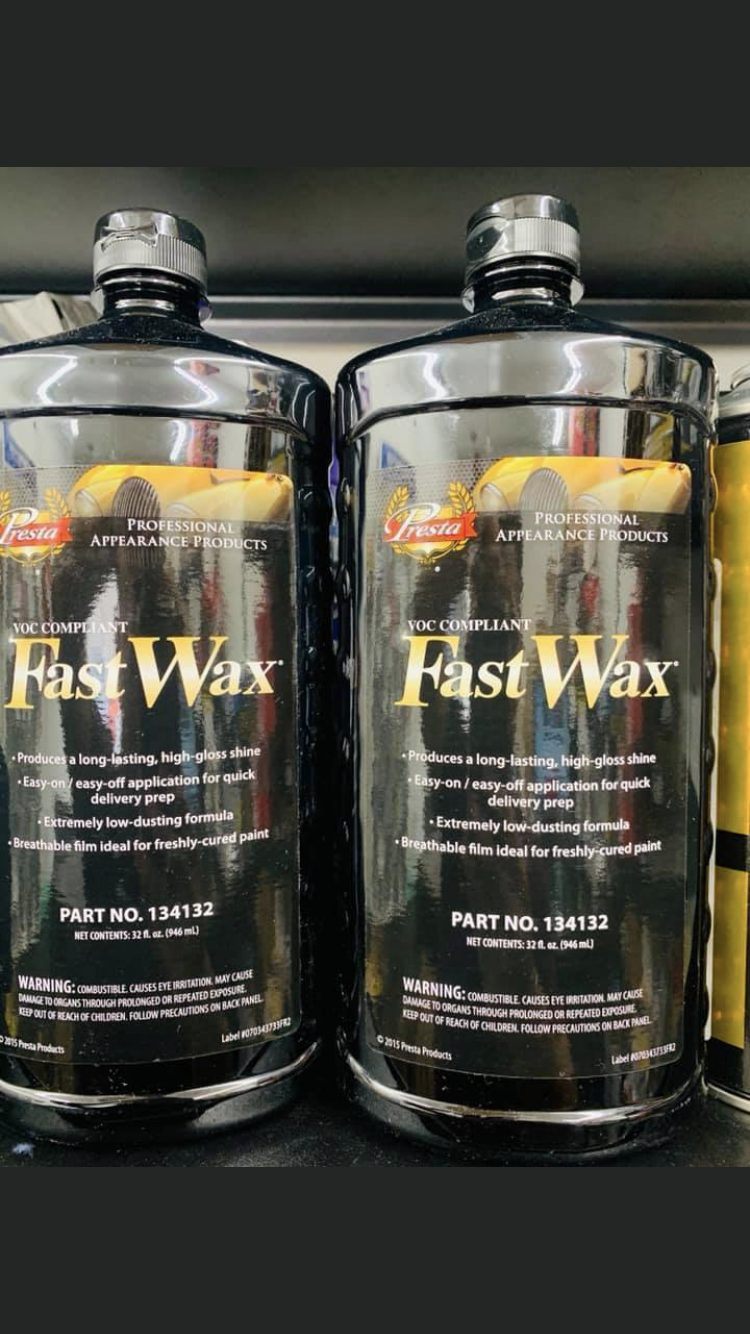 Presta
PROFESSIONAL
APPEARANCE PRODUCTS
VOC COMPLIANT
Fast Wax
• Produces a long-lasting, high-gloss shine
• Easy-on / easy-off application for quick
delivery prep
• Extremely low-dusting formula
• Breathable film ideal for freshly-cured paint
PART NO. 134132
NET CONTENTS: 32 fl. oz. (946 mL)
WARNING: COMBUSTIBLE. CAUSES EYE IRRITATION. MAY CAUSE
DAMAGE TO ORGANS THROUGH PROLONGED OR REPEATED EXPOSURE.
KEEP OUT OF REACH OF CHILDREN. FOLLOW PRECAUTIONS ON BACK PANEL.
© 2015 Presta Products
Label #070343733FR2
Presta
PROFESSIONAL
APPEARANCE PRODUCTS
VOC COMPLIANT
Fast Wax
• Produces a long-lasting, high-gloss shine
• Easy-on / easy-off application for quick
delivery prep
• Extremely low-dusting formula
• Breathable film ideal for freshly-cured paint
PART NO. 134132
NET CONTENTS: 32 fl. oz. (946 mL)
WARNING: COMBUSTIBLE. CAUSES EYE IRRITATION. MAY CAUSE
DAMAGE TO ORGANS THROUGH PROLONGED OR REPEATED EXPOSURE.
KEEP OUT OF REACH OF CHILDREN. FOLLOW PRECAUTIONS ON BACK PANEL.
© 2015 Presta Products
Label #070343733FR2